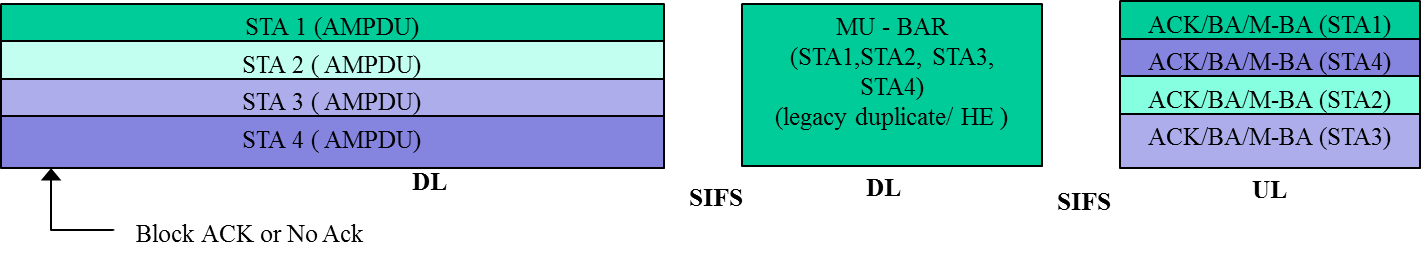 STA 1 (AMPDU)
STA 2 ( AMPDU)
STA 3 ( AMPDU)
STA 4 ( AMPDU)
DL
Block ACK or No Ack
SIFS
MU - BAR
(STA1,STA2, STA3,
STA4)
(legacy duplicate/ HE )
DL
SIFS
ACK/BA/M-BA (STA1)
ACK/BA/M-BA (STA4)
ACK/BA/M-BA (STA2)
ACK/BA/M-BA (STA3)
UL